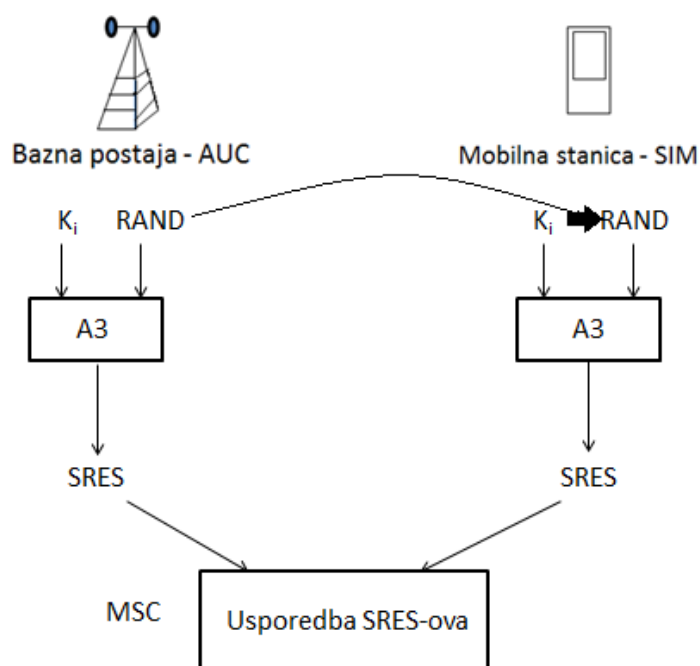 Bazna postaja - AUC
Mobilna stanica - SIM
Ki
RAND
Ki
RAND
A3
A3
SRES
SRES
MSC
Usporedba SRES-ova